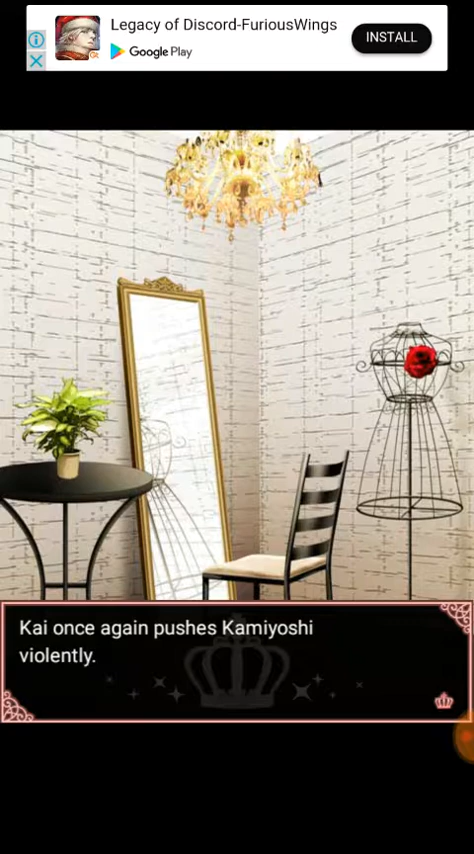 Legacy of Discord-FuriousWings
Google Play
INSTALL
Kai once again pushes Kamiyoshi
violently.